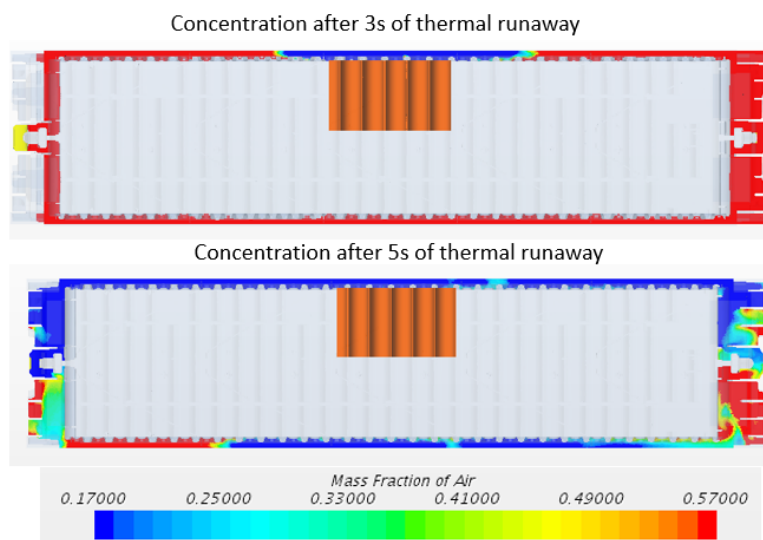 Concentration after 3s of thermal runaway
Concentration after 5s of thermal runaway
Mass Fraction of Air
0.17000 0.25000 0.33000 0.41000 0.49000 0.57000